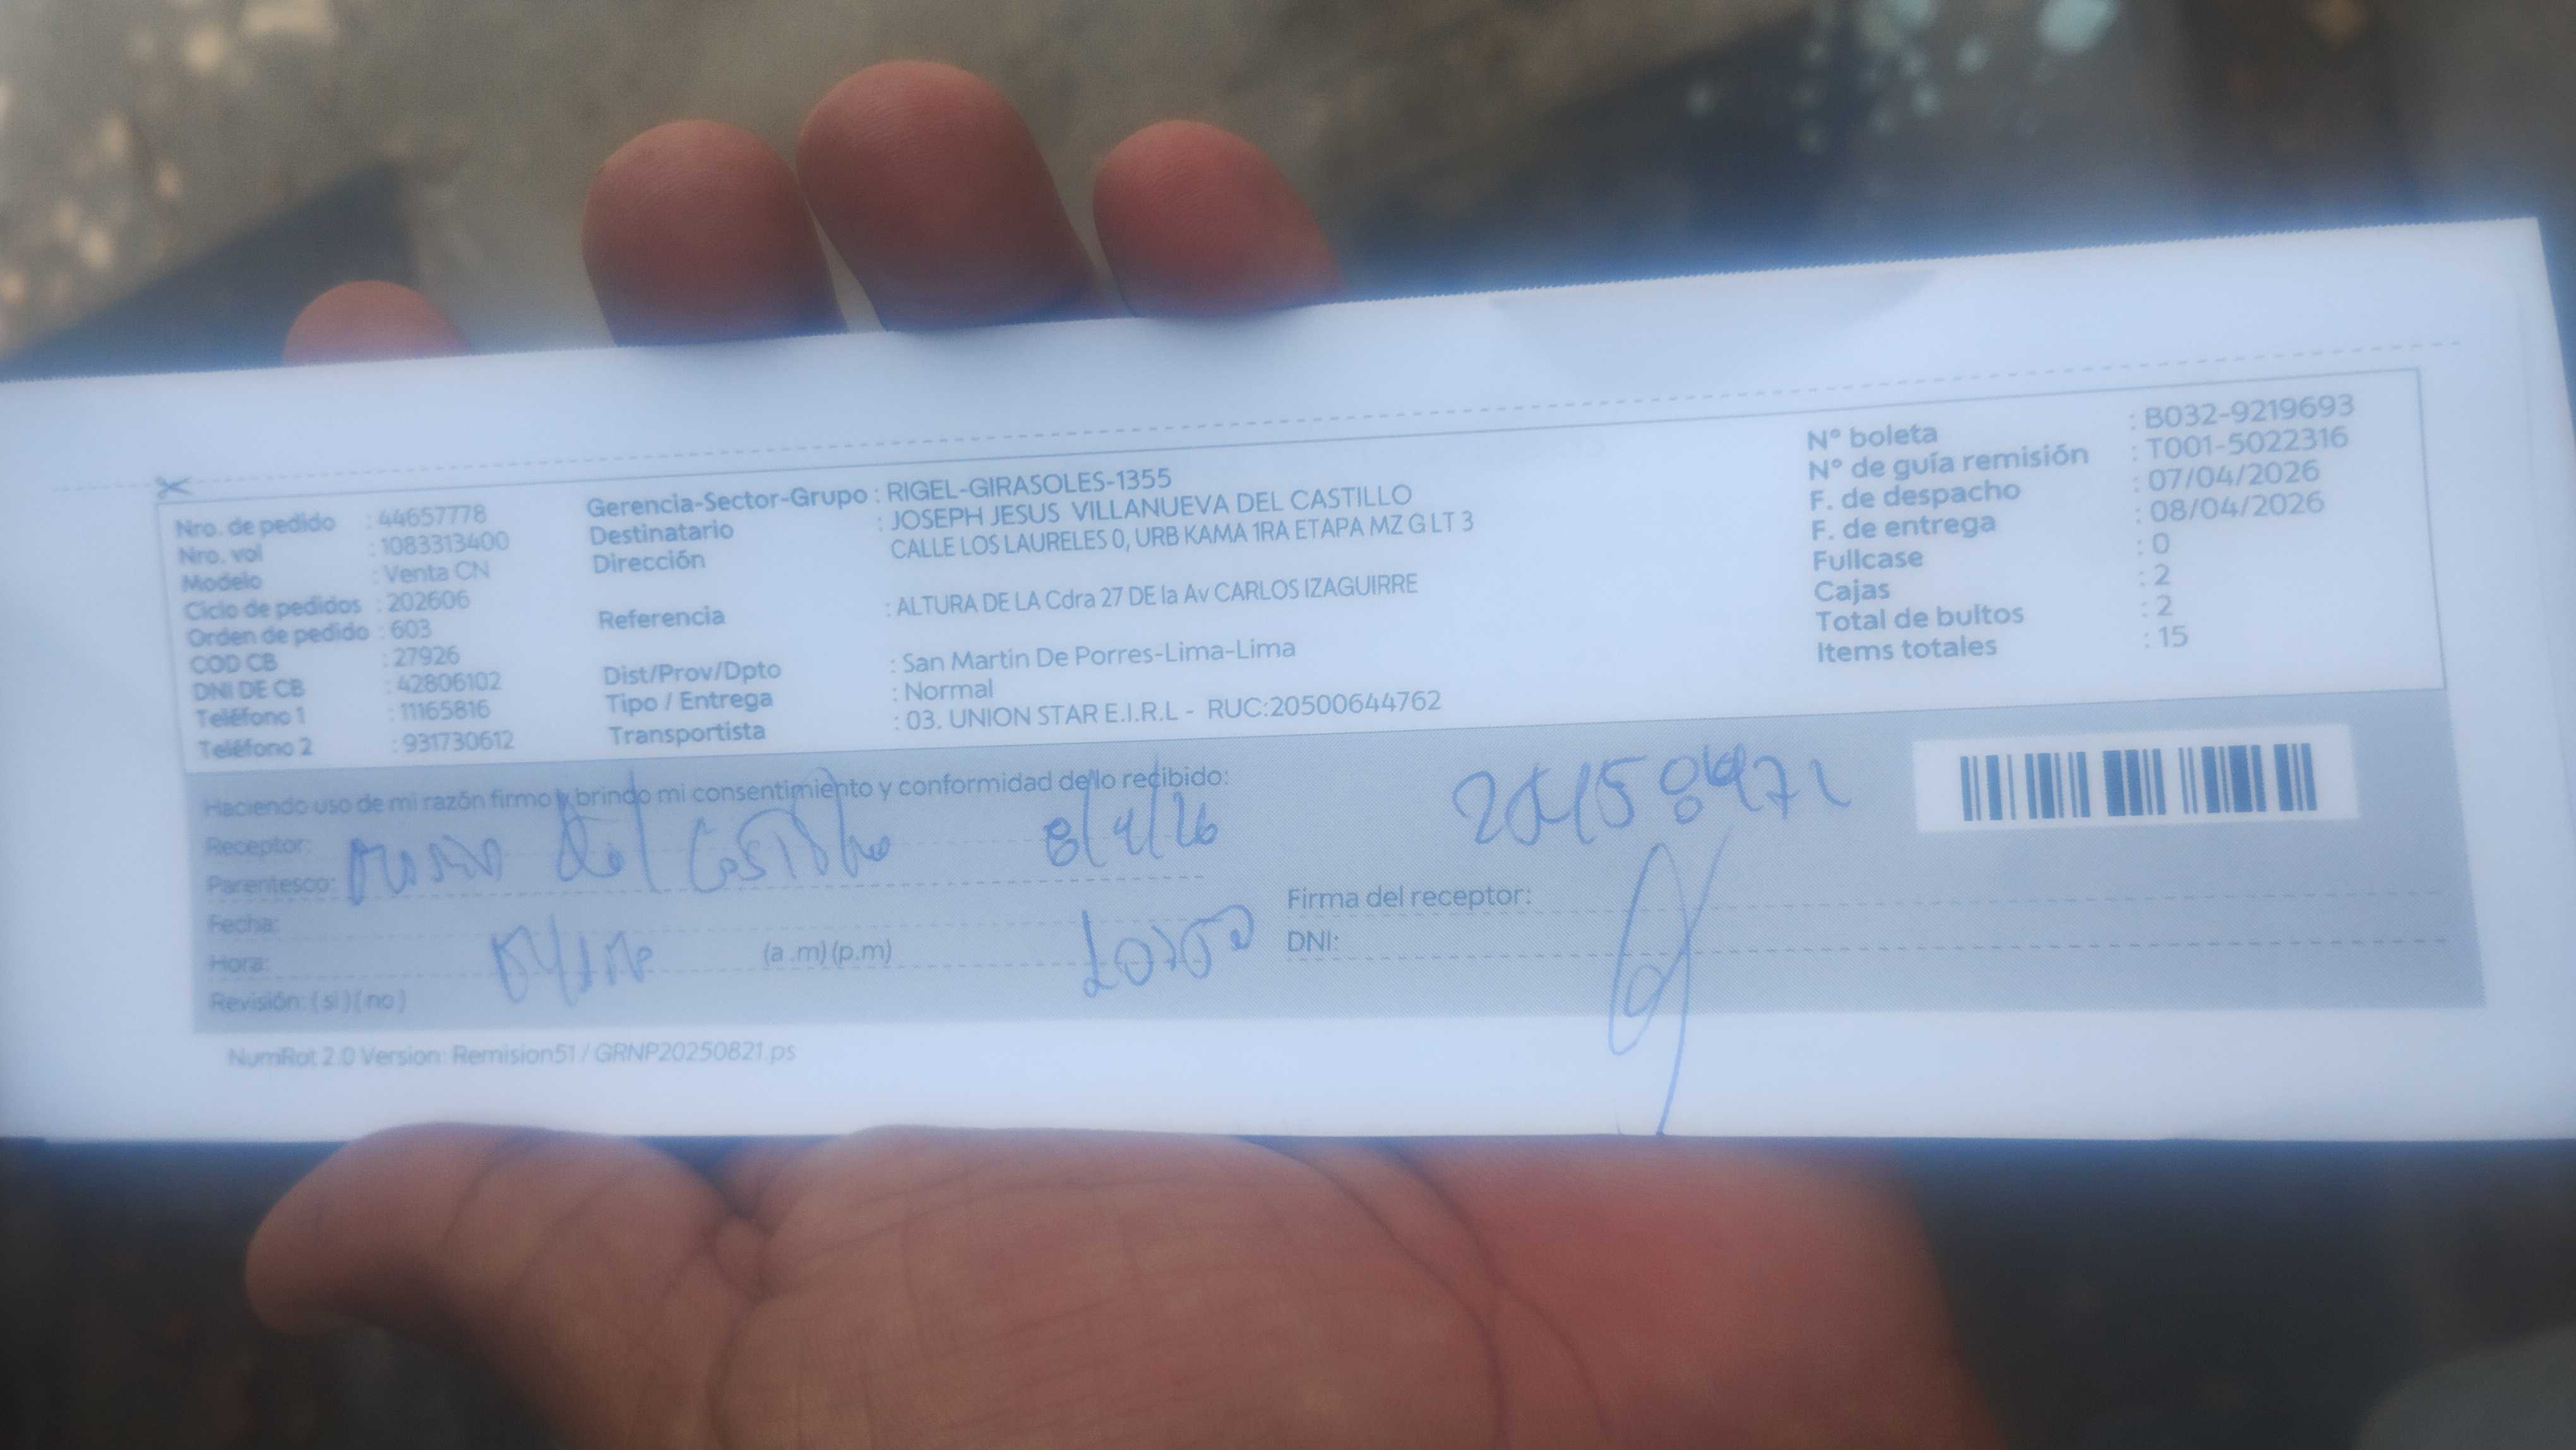 Nro. de pedido : 44657778
Nro. vol : 1083313400
Modelo : Venta CN
Ciclo de pedidos : 202606
Orden de pedido : 603
COD CB : 27926
DNI DE CB : 42806102
Teléfono 1 : 11165816
Teléfono 2 : 931730612
Gerencia-Sector-Grupo : RIGEL-GIRASOLES-1355
Destinatario : JOSEPH JESUS VILLANUEVA DEL CASTILLO
Dirección CALLE LOS LAURELES 0, URB KAMA 1RA ETAPA MZ G LT 3
Referencia : ALTURA DE LA Cdra 27 DE la Av CARLOS IZAGUIRRE
Dist/Prov/Dpto : San Martin De Porres-Lima-Lima
Tipo / Entrega : Normal
Transportista : 03. UNION STAR E.I.R.L - RUC:20500644762
N° boleta : B032-9219693
N° de guía remisión : T001-5022316
F. de despacho : 07/04/2026
F. de entrega : 08/04/2026
Fullcase : 0
Cajas : 2
Total de bultos : 2
Items totales : 15
Haciendo uso de mi razón firmo y brindo mi consentimiento y conformidad de lo recibido:
Receptor: del Castillo 8/4/26
Parentesco:
Fecha:
Hora: (a .m) (p.m)
Revisión: ( si ) ( no )
Firma del receptor:
DNI:
NumRot 2.0 Version: Remision51 / GRNP20250821.ps